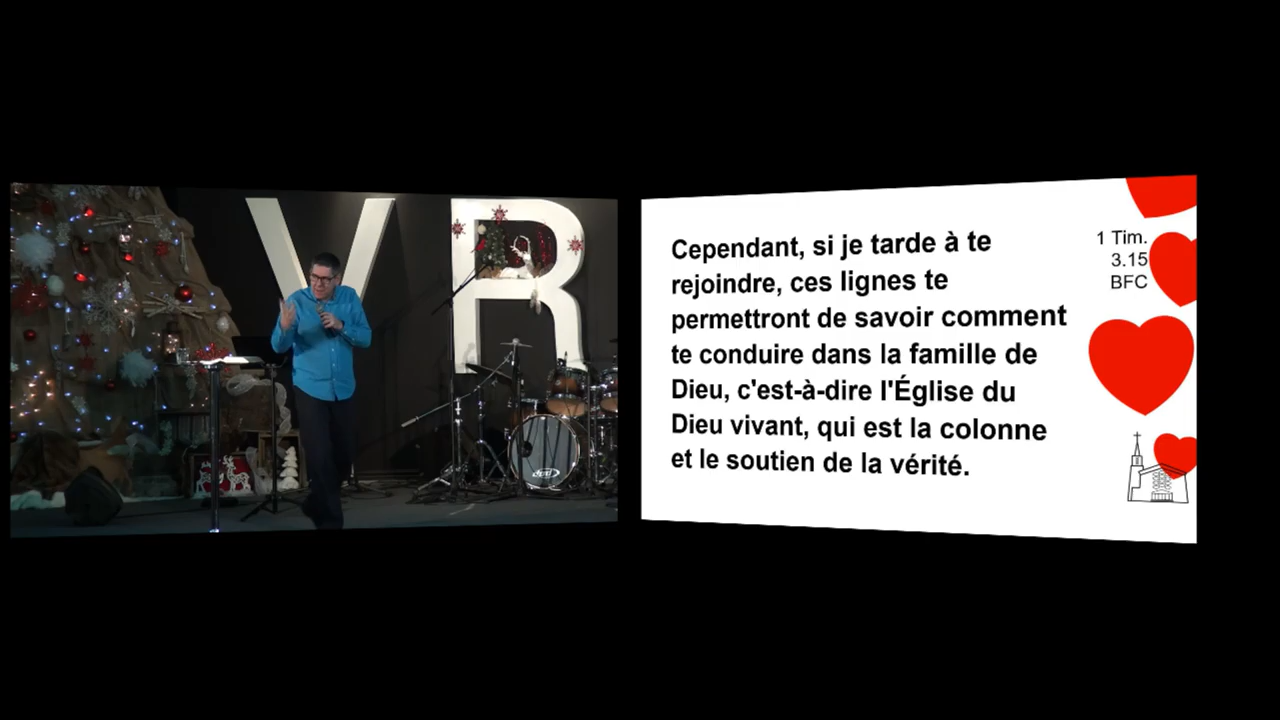 VR
Cependant, si je tarde à te
rejoindre, ces lignes te
permettront de savoir comment
te conduire dans la famille de
Dieu, c'est-à-dire l'Église du
Dieu vivant, qui est la colonne
et le soutien de la vérité.
1 Tim.
3.15
BFC